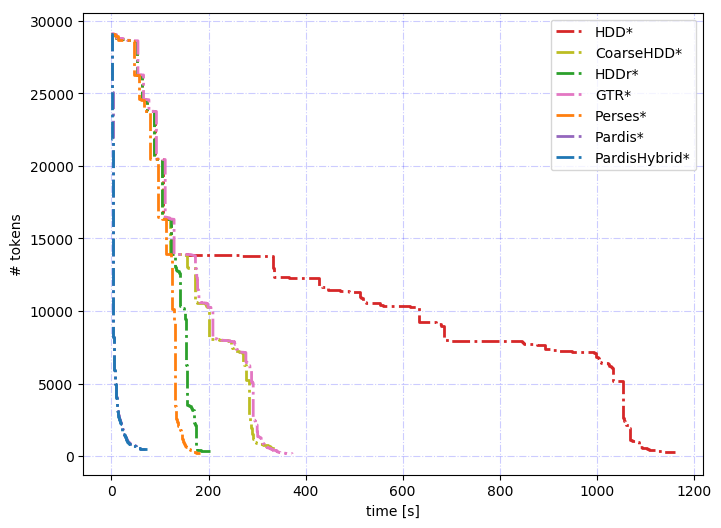 30000
25000
20000
15000
10000
5000
0
# tokens
HDD*
CoarseHDD*
HDDr*
GTR*
Perses*
Pardis*
PardisHybrid*
0 200 400 600 800 1000 1200
time [s]